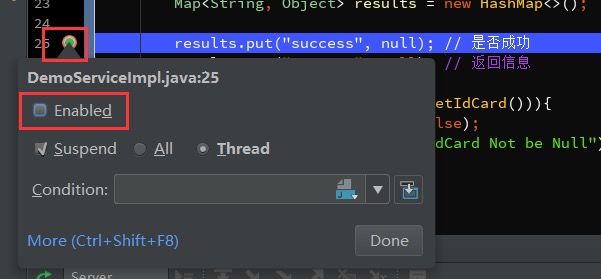 23
Map<String, Object> results = new HashMap<>();
24
25
results.put("success", null); // 是否成功
// 返回信息
DemoServiceImpl.java:25
Enabled
etIdCard())){
lse);
dCard Not be Null")
Suspend
All
Thread
Condition:
More (Ctrl+Shift+F8)
Done
Server